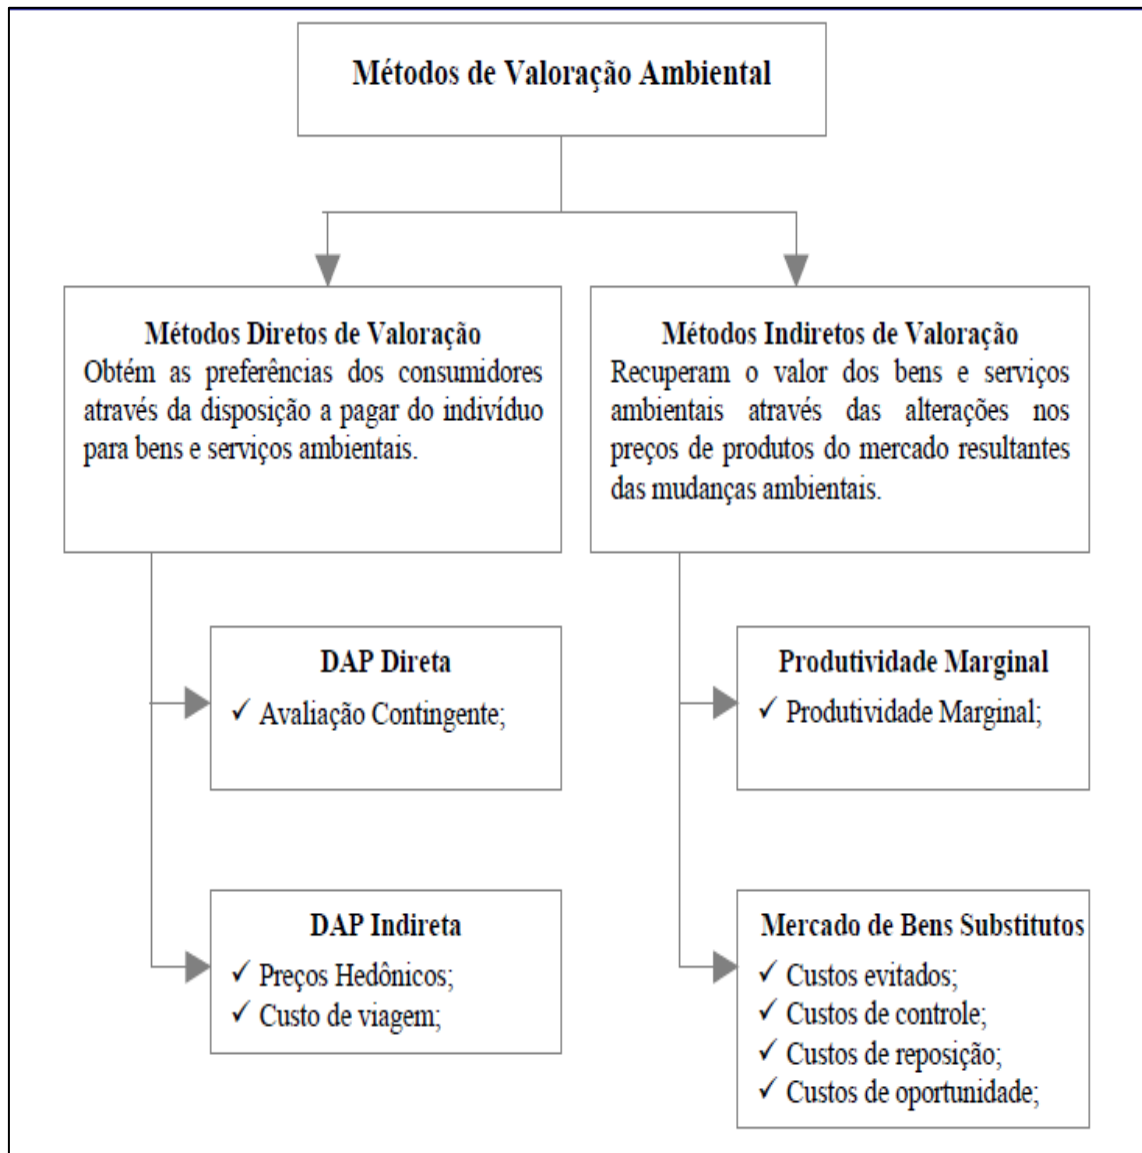 Métodos de Valoração Ambiental
Métodos Diretos de Valoração
Obtém as preferências dos consumidores
através da disposição a pagar do indivíduo
para bens e serviços ambientais.
Métodos Indiretos de Valoração
Recuperam o valor dos bens e serviços
ambientais através das alterações nos
preços de produtos do mercado resultantes
das mudanças ambientais.
DAP Direta
✓ Avaliação Contingente;
Produtividade Marginal
✓ Produtividade Marginal;
DAP Indireta
✓ Preços Hedônicos;
✓ Custo de viagem;
Mercado de Bens Substitutos
✓ Custos evitados;
✓ Custos de controle;
✓ Custos de reposição;
✓ Custos de oportunidade;